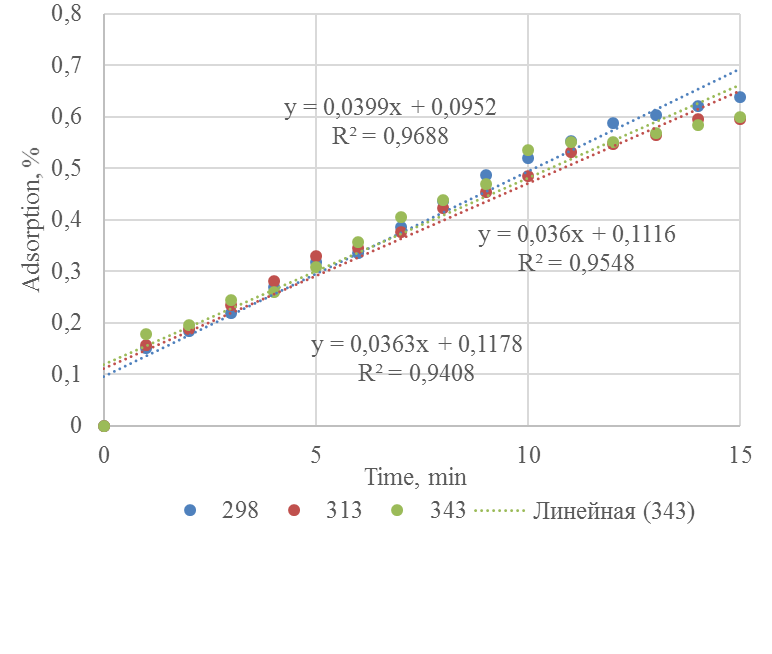 0,8
0,7
0,6
0,5
0,4
0,3
0,2
0,1
0
Adsorption, %
y = 0,0399x + 0,0952
R² = 0,9688
y = 0,036x + 0,1116
R² = 0,9548
y = 0,0363x + 0,1178
R² = 0,9408
0 5 10 15
Time, min
298 313 343 Линейная (343)